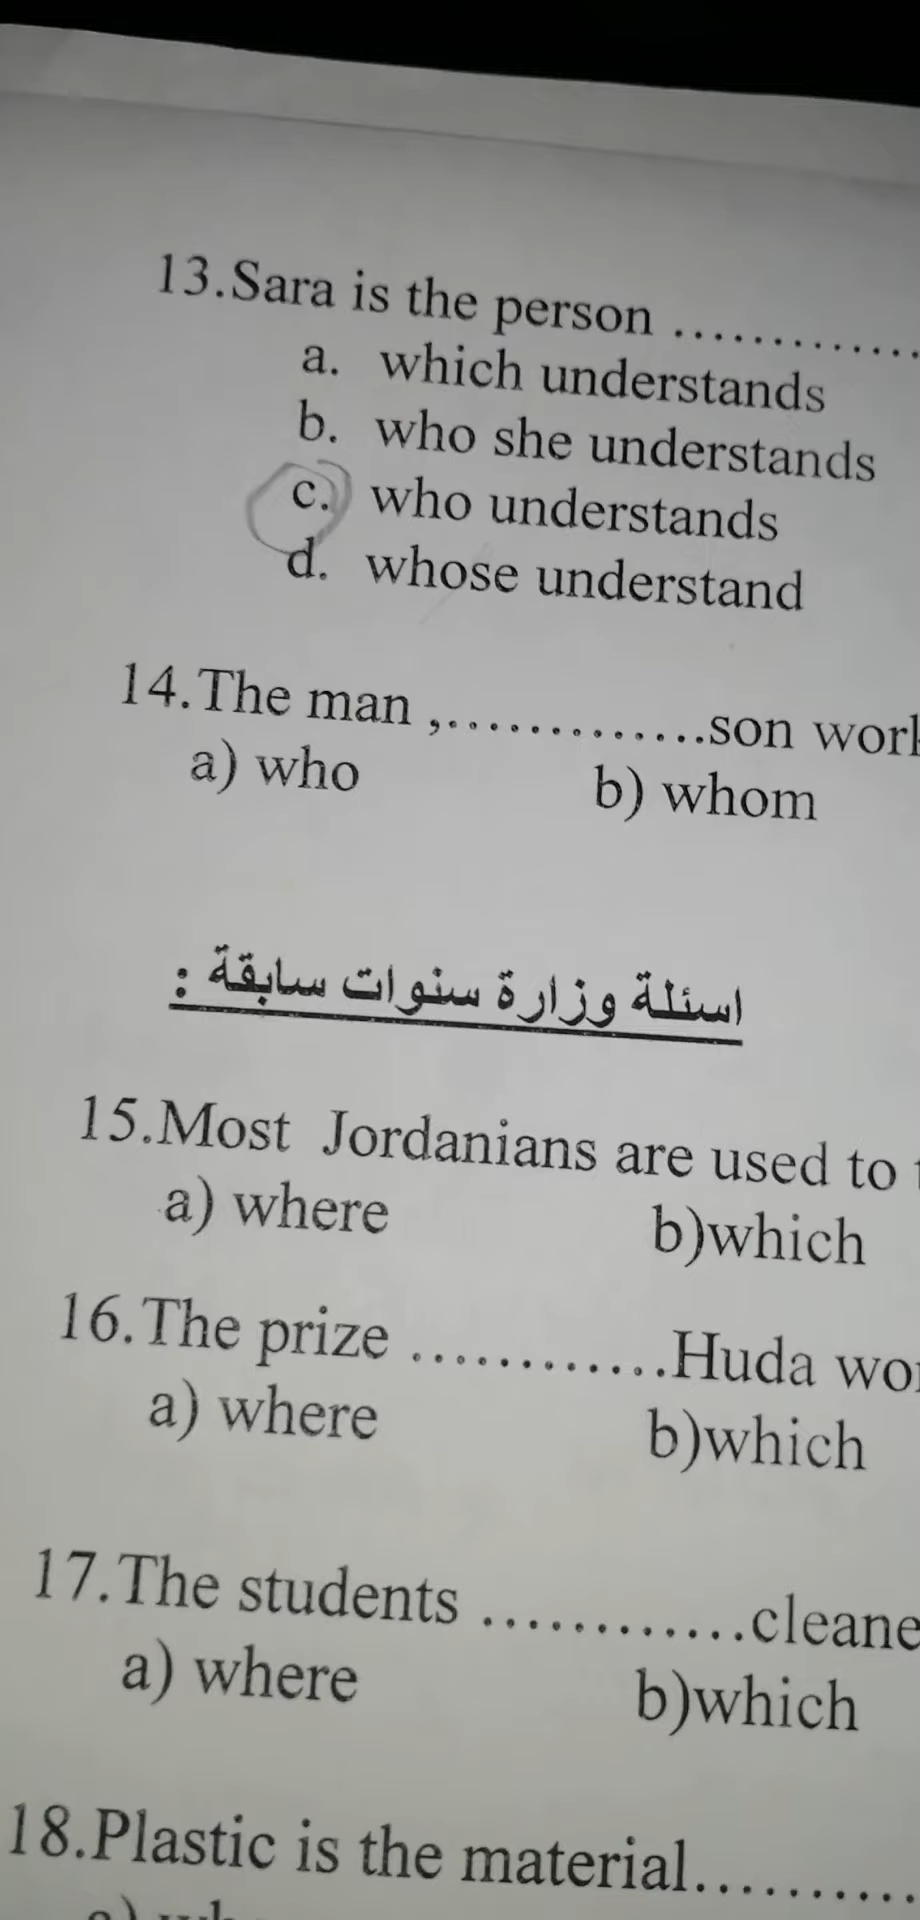 13.Sara is the person ............
a. which understands
b. who she understands
c. who understands
d. whose understand
14.The man ,.............son
a) who b) whom
اسئلة وزارة سنوات سابقة :
15.Most Jordanians are used to
a) where b)which
16.The prize ............Huda
a) where b)which
17.The students ............
a) where b)which
18.Plastic is the material..........